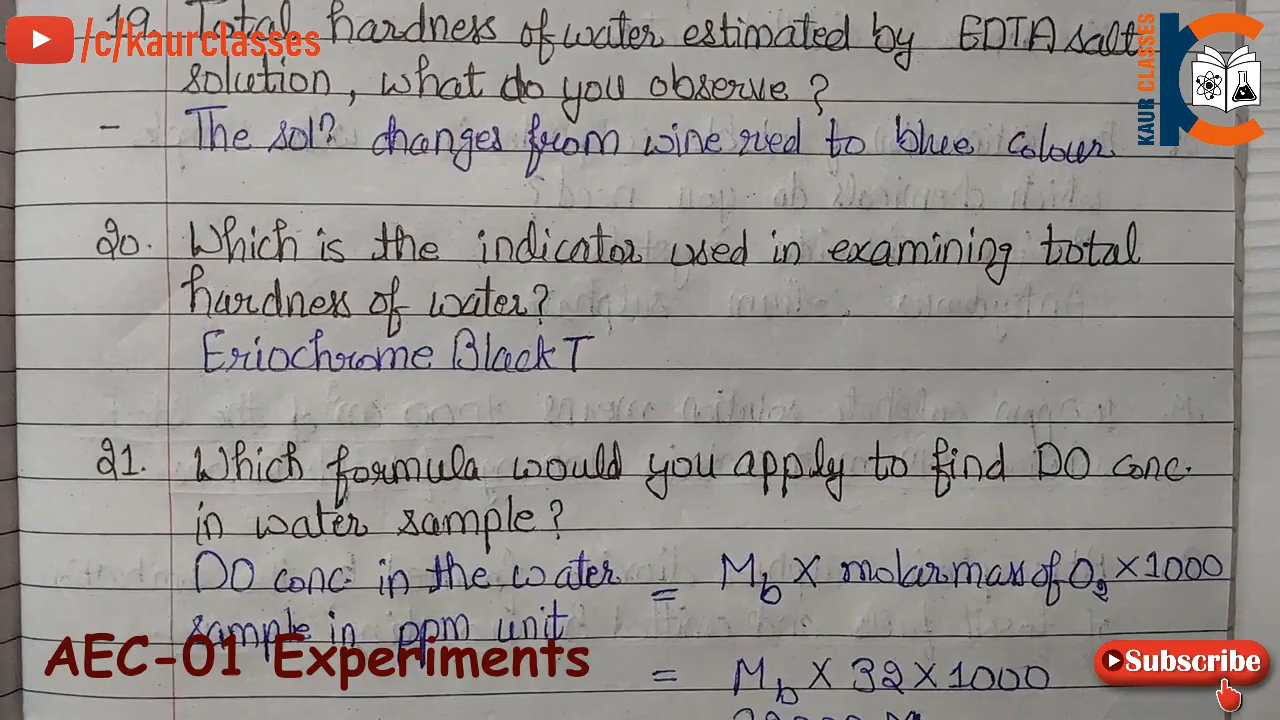 19. Total hardness of water estimated by EDTA salt
/c/kaurclasses
KAUR CLASSES
solution, what do you observe?
- The solⁿ changes from wine red to blue colour
20. Which is the indicator used in examining total
hardness of water?
Eriochrome Black T
21. Which formula would you apply to find DO conc.
in water sample?
DO conc. in the water = Mb X molar mass of O2 X 1000
sample in ppm unit
= Mb X 32 X 1000
AEC-01 Experiments
Subscribe